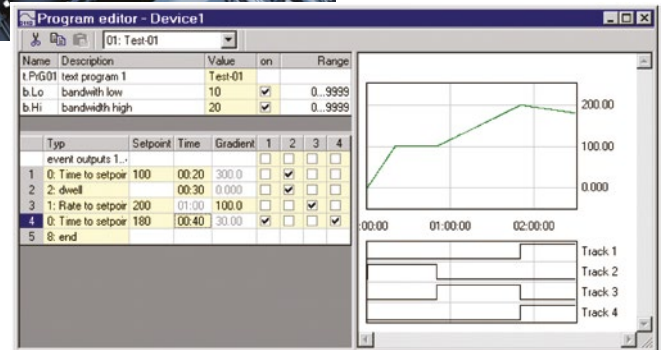 Program editor - Device1
01: Test-01
Name Description Value on Range
t.PrG01 text program 1 Test-01
b.Lo bandwith low 10 0...9999
b.Hi bandwidth high 20 0...9999
Typ Setpoint Time Gradient 1 2 3 4
event outputs 1..
1 0: Time to setpoir 100 00:20 300.0
2 2: dwell 00:30 0.000
3 1: Rate to setpoir 200 01:00 100.0
4 0: Time to setpoir 180 00:40 30.00
5 8: end
200.00
100.00
0.000
:00:00 01:00:00 02:00:00
Track 1
Track 2
Track 3
Track 4